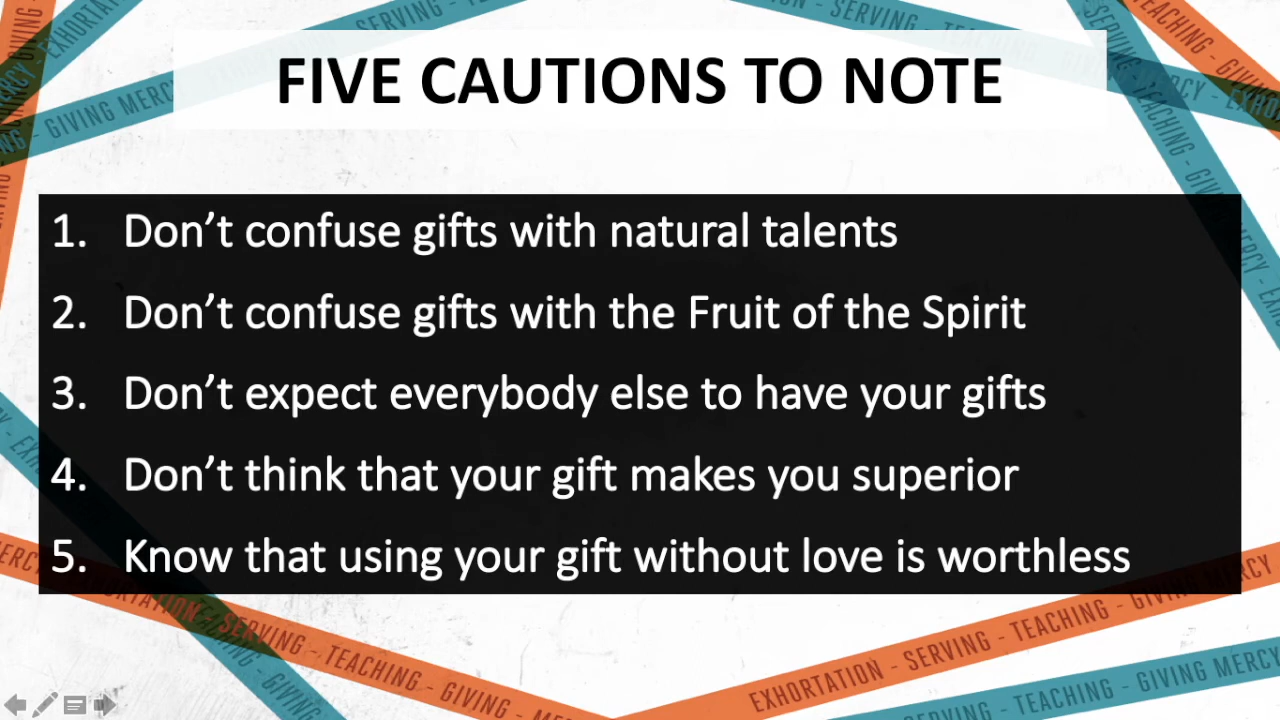 FIVE CAUTIONS TO NOTE
1. Don’t confuse gifts with natural talents
2. Don’t confuse gifts with the Fruit of the Spirit
3. Don’t expect everybody else to have your gifts
4. Don’t think that your gift makes you superior
5. Know that using your gift without love is worthless
SERVING - TEACHING - GIVING
EXHORTATION - SERVING - TEACHING - GIVING MERCY
TEACHING - GIVING MERCY